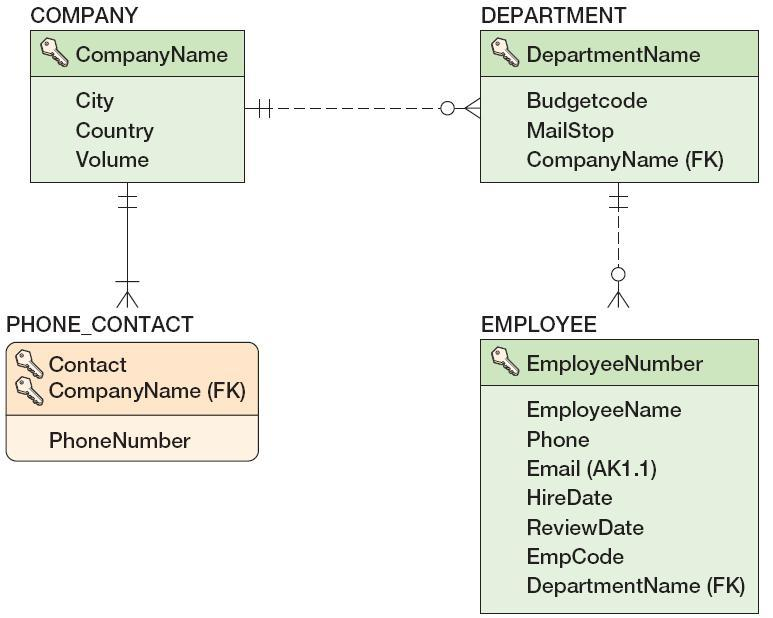 COMPANY
CompanyName
City
Country
Volume
DEPARTMENT
DepartmentName
Budgetcode
MailStop
CompanyName (FK)
PHONE_CONTACT
Contact
CompanyName (FK)
PhoneNumber
EMPLOYEE
EmployeeNumber
EmployeeName
Phone
Email (AK1.1)
HireDate
ReviewDate
EmpCode
DepartmentName (FK)